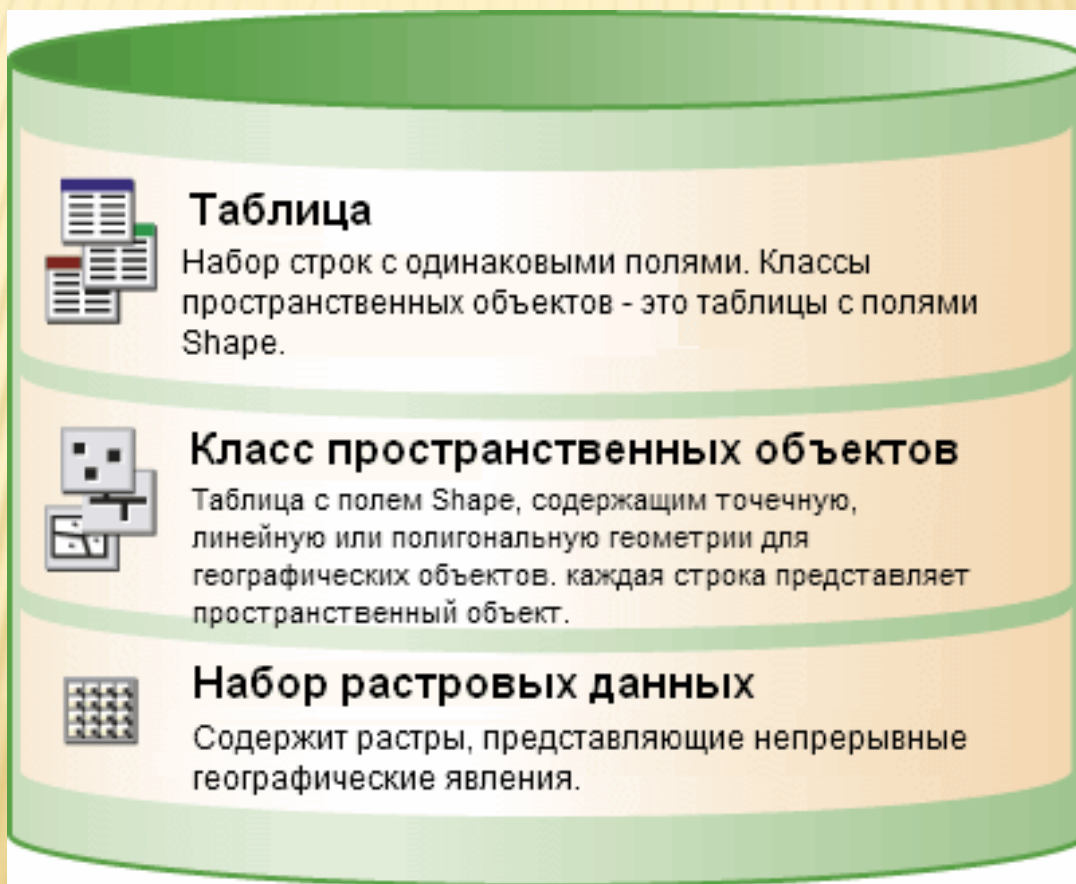 Таблица
Набор строк с одинаковыми полями. Классы
пространственных объектов - это таблицы с полями
Shape.
Класс пространственных объектов
Таблица с полем Shape, содержащим точечную,
линейную или полигональную геометрии для
географических объектов. каждая строка представляет
пространственный объект.
Набор растровых данных
Содержит растры, представляющие непрерывные
географические явления.